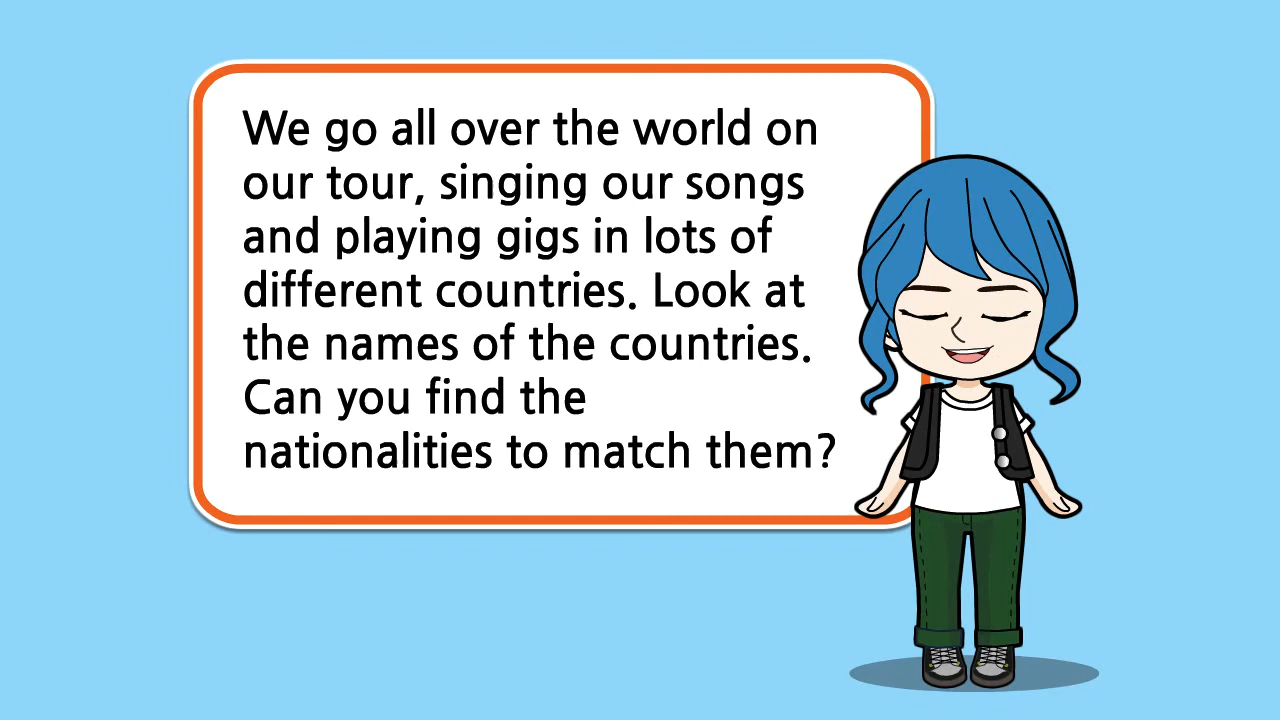 We go all over the world on
our tour, singing our songs
and playing gigs in lots of
different countries. Look at
the names of the countries.
Can you find the
nationalities to match them?